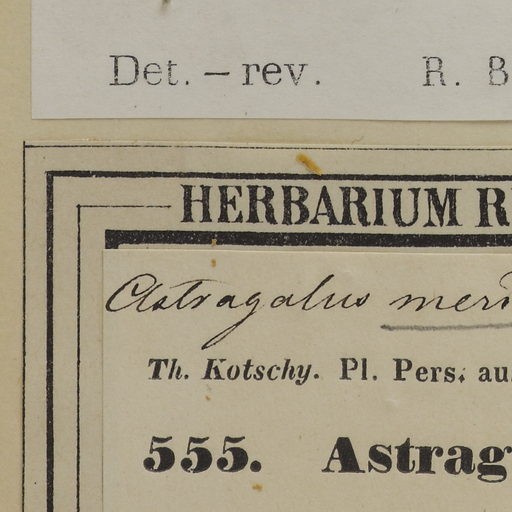 Det. – rev. R. B
HERBARIUM R
Astragalus meri
Th. Kotschy. Pl. Pers. au
555. Astrag